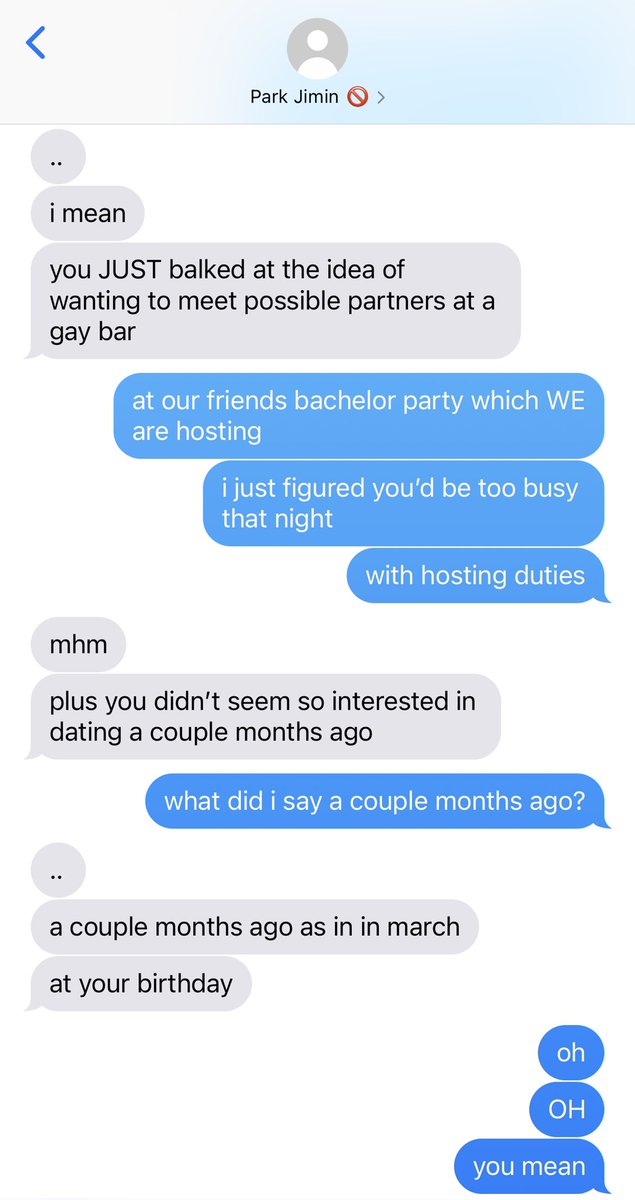 Park Jimin 🚫 >
..
i mean
you JUST balked at the idea of
wanting to meet possible partners at a
gay bar
at our friends bachelor party which WE
are hosting
i just figured you’d be too busy
that night
with hosting duties
mhm
plus you didn’t seem so interested in
dating a couple months ago
what did i say a couple months ago?
..
a couple months ago as in in march
at your birthday
oh
OH
you mean